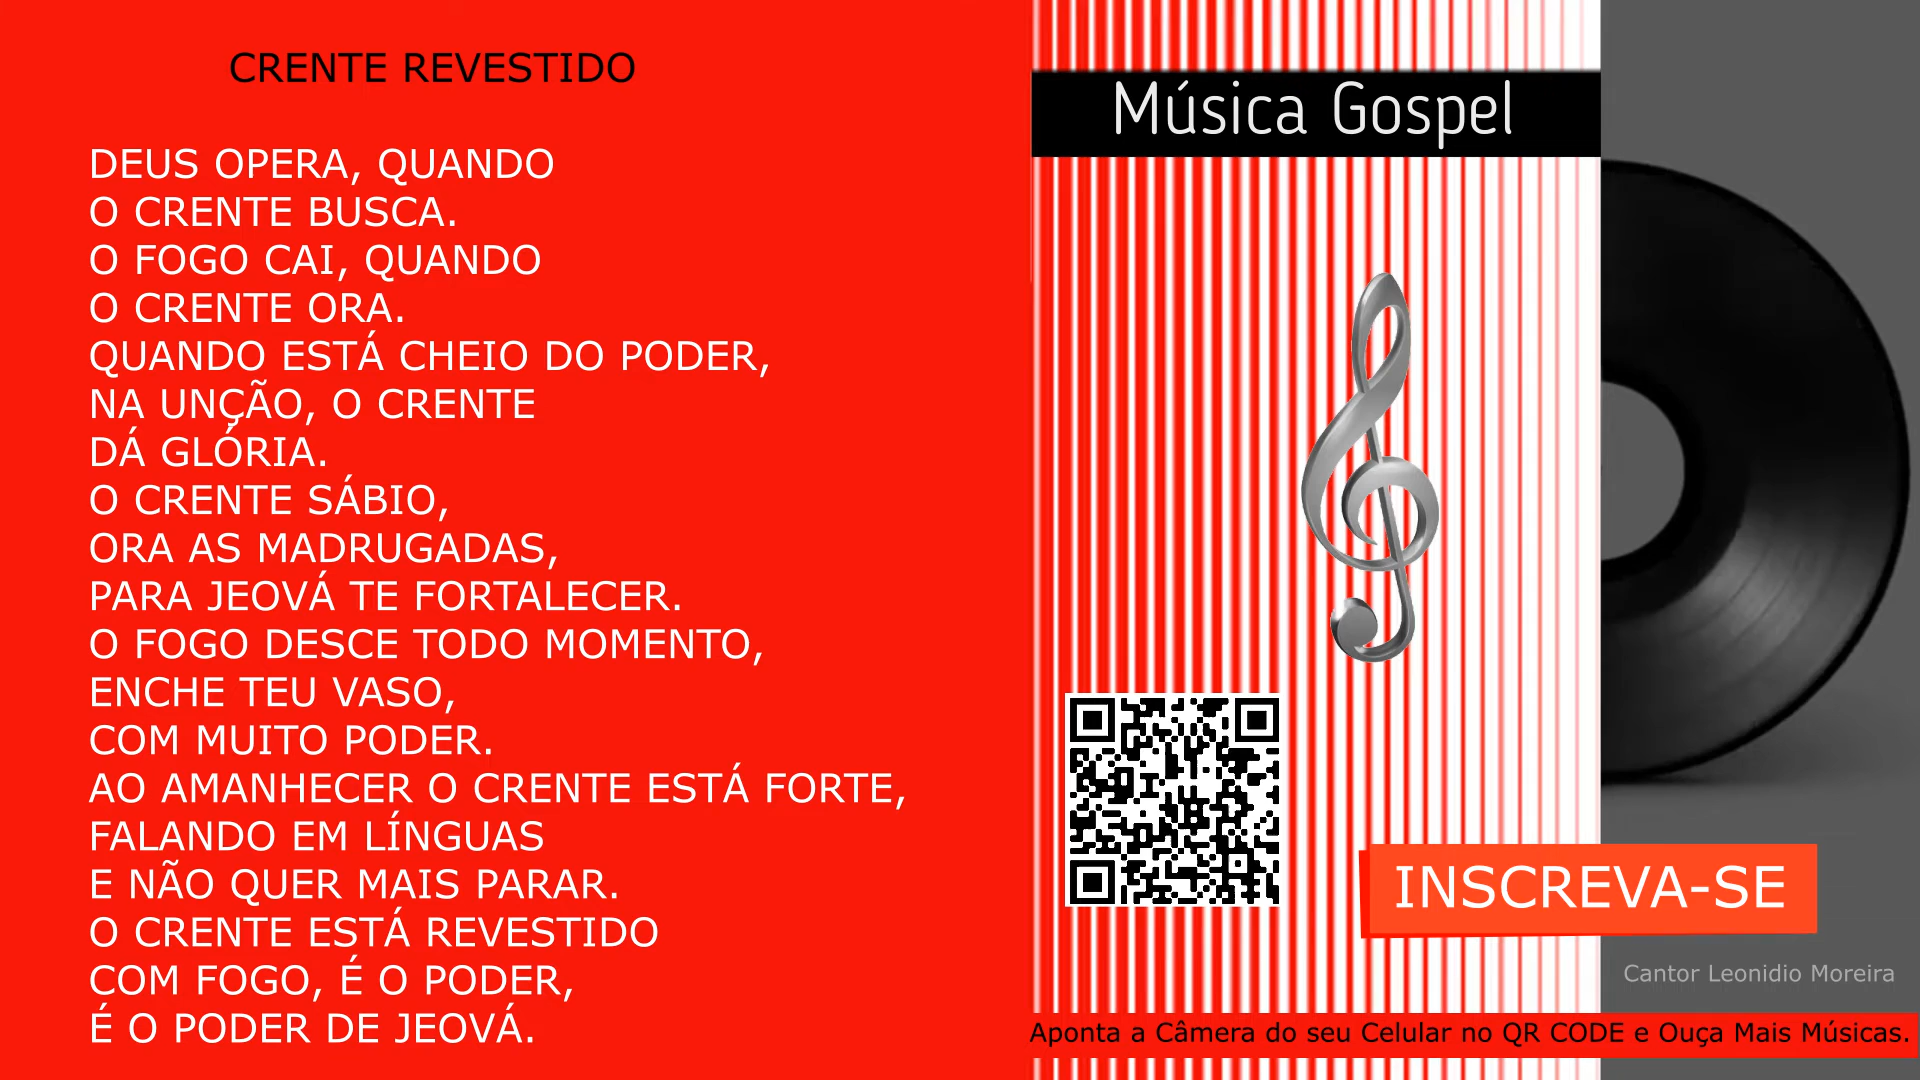 CRENTE REVESTIDO
DEUS OPERA, QUANDO
O CRENTE BUSCA.
O FOGO CAI, QUANDO
O CRENTE ORA.
QUANDO ESTÁ CHEIO DO PODER,
NA UNÇÃO, O CRENTE
DÁ GLÓRIA.
O CRENTE SÁBIO,
ORA AS MADRUGADAS,
PARA JEOVÁ TE FORTALECER.
O FOGO DESCE TODO MOMENTO,
ENCHE TEU VASO,
COM MUITO PODER.
AO AMANHECER O CRENTE ESTÁ FORTE,
FALANDO EM LÍNGUAS
E NÃO QUER MAIS PARAR.
O CRENTE ESTÁ REVESTIDO
COM FOGO, É O PODER,
É O PODER DE JEOVÁ.
Música Gospel
INSCREVA-SE
Cantor Leonidio Moreira
Aponta a Câmera do seu Celular no QR CODE e Ouça Mais Músicas.